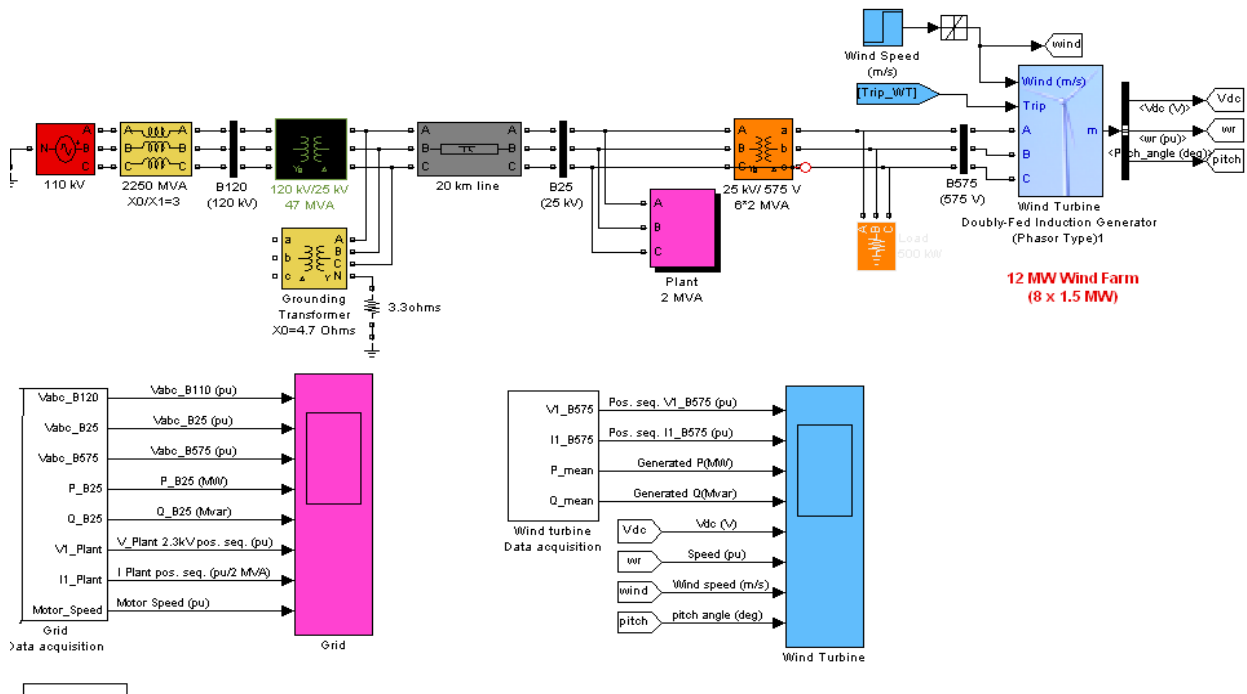 Wind Speed
(m/s)
wind
[Trip_WT]
Wind (m/s)
Trip
A
B
C
m
<Vdc (V)>
<wr (pu)>
<Pitch_angle (deg)>
Vdc
wr
pitch
Wind Turbine
Doubly-Fed Induction Generator
(Phasor Type)1
12 MW Wind Farm
(8 x 1.5 MW)
N
A
B
C
110 kV
A A
B B
C C
2250 MVA
X0/X1=3
B120
(120 kV)
120 kV/25 kV
47 MVA
A A
B B
C C
20 km line
B25
(25 kV)
A a
B b
C
25 kV/ 575 V
6*2 MVA
B575
(575 V)
A B C
Load
500 kW
A
B
C
Plant
2 MVA
a A
b B
c C
N
Grounding
Transformer
X0=4.7 Ohms
3.3ohms
Vabc_B120
Vabc_B25
Vabc_B575
P_B25
Q_B25
V1_Plant
I1_Plant
Motor_Speed
Grid
Data acquisition
Vabc_B110 (pu)
Vabc_B25 (pu)
Vabc_B575 (pu)
P_B25 (MW)
Q_B25 (Mvar)
V_Plant 2.3kV pos. seq. (pu)
I Plant pos. seq. (pu/2 MVA)
Motor Speed (pu)
Grid
V1_B575
I1_B575
P_mean
Q_mean
Wind turbine
Data acquisition
Pos. seq. V1_B575 (pu)
Pos. seq. I1_B575 (pu)
Generated P(MW)
Generated Q(Mvar)
Vdc
Vdc (V)
wr
Speed (pu)
wind
Wind speed (m/s)
pitch
pitch angle (deg)
Wind Turbine